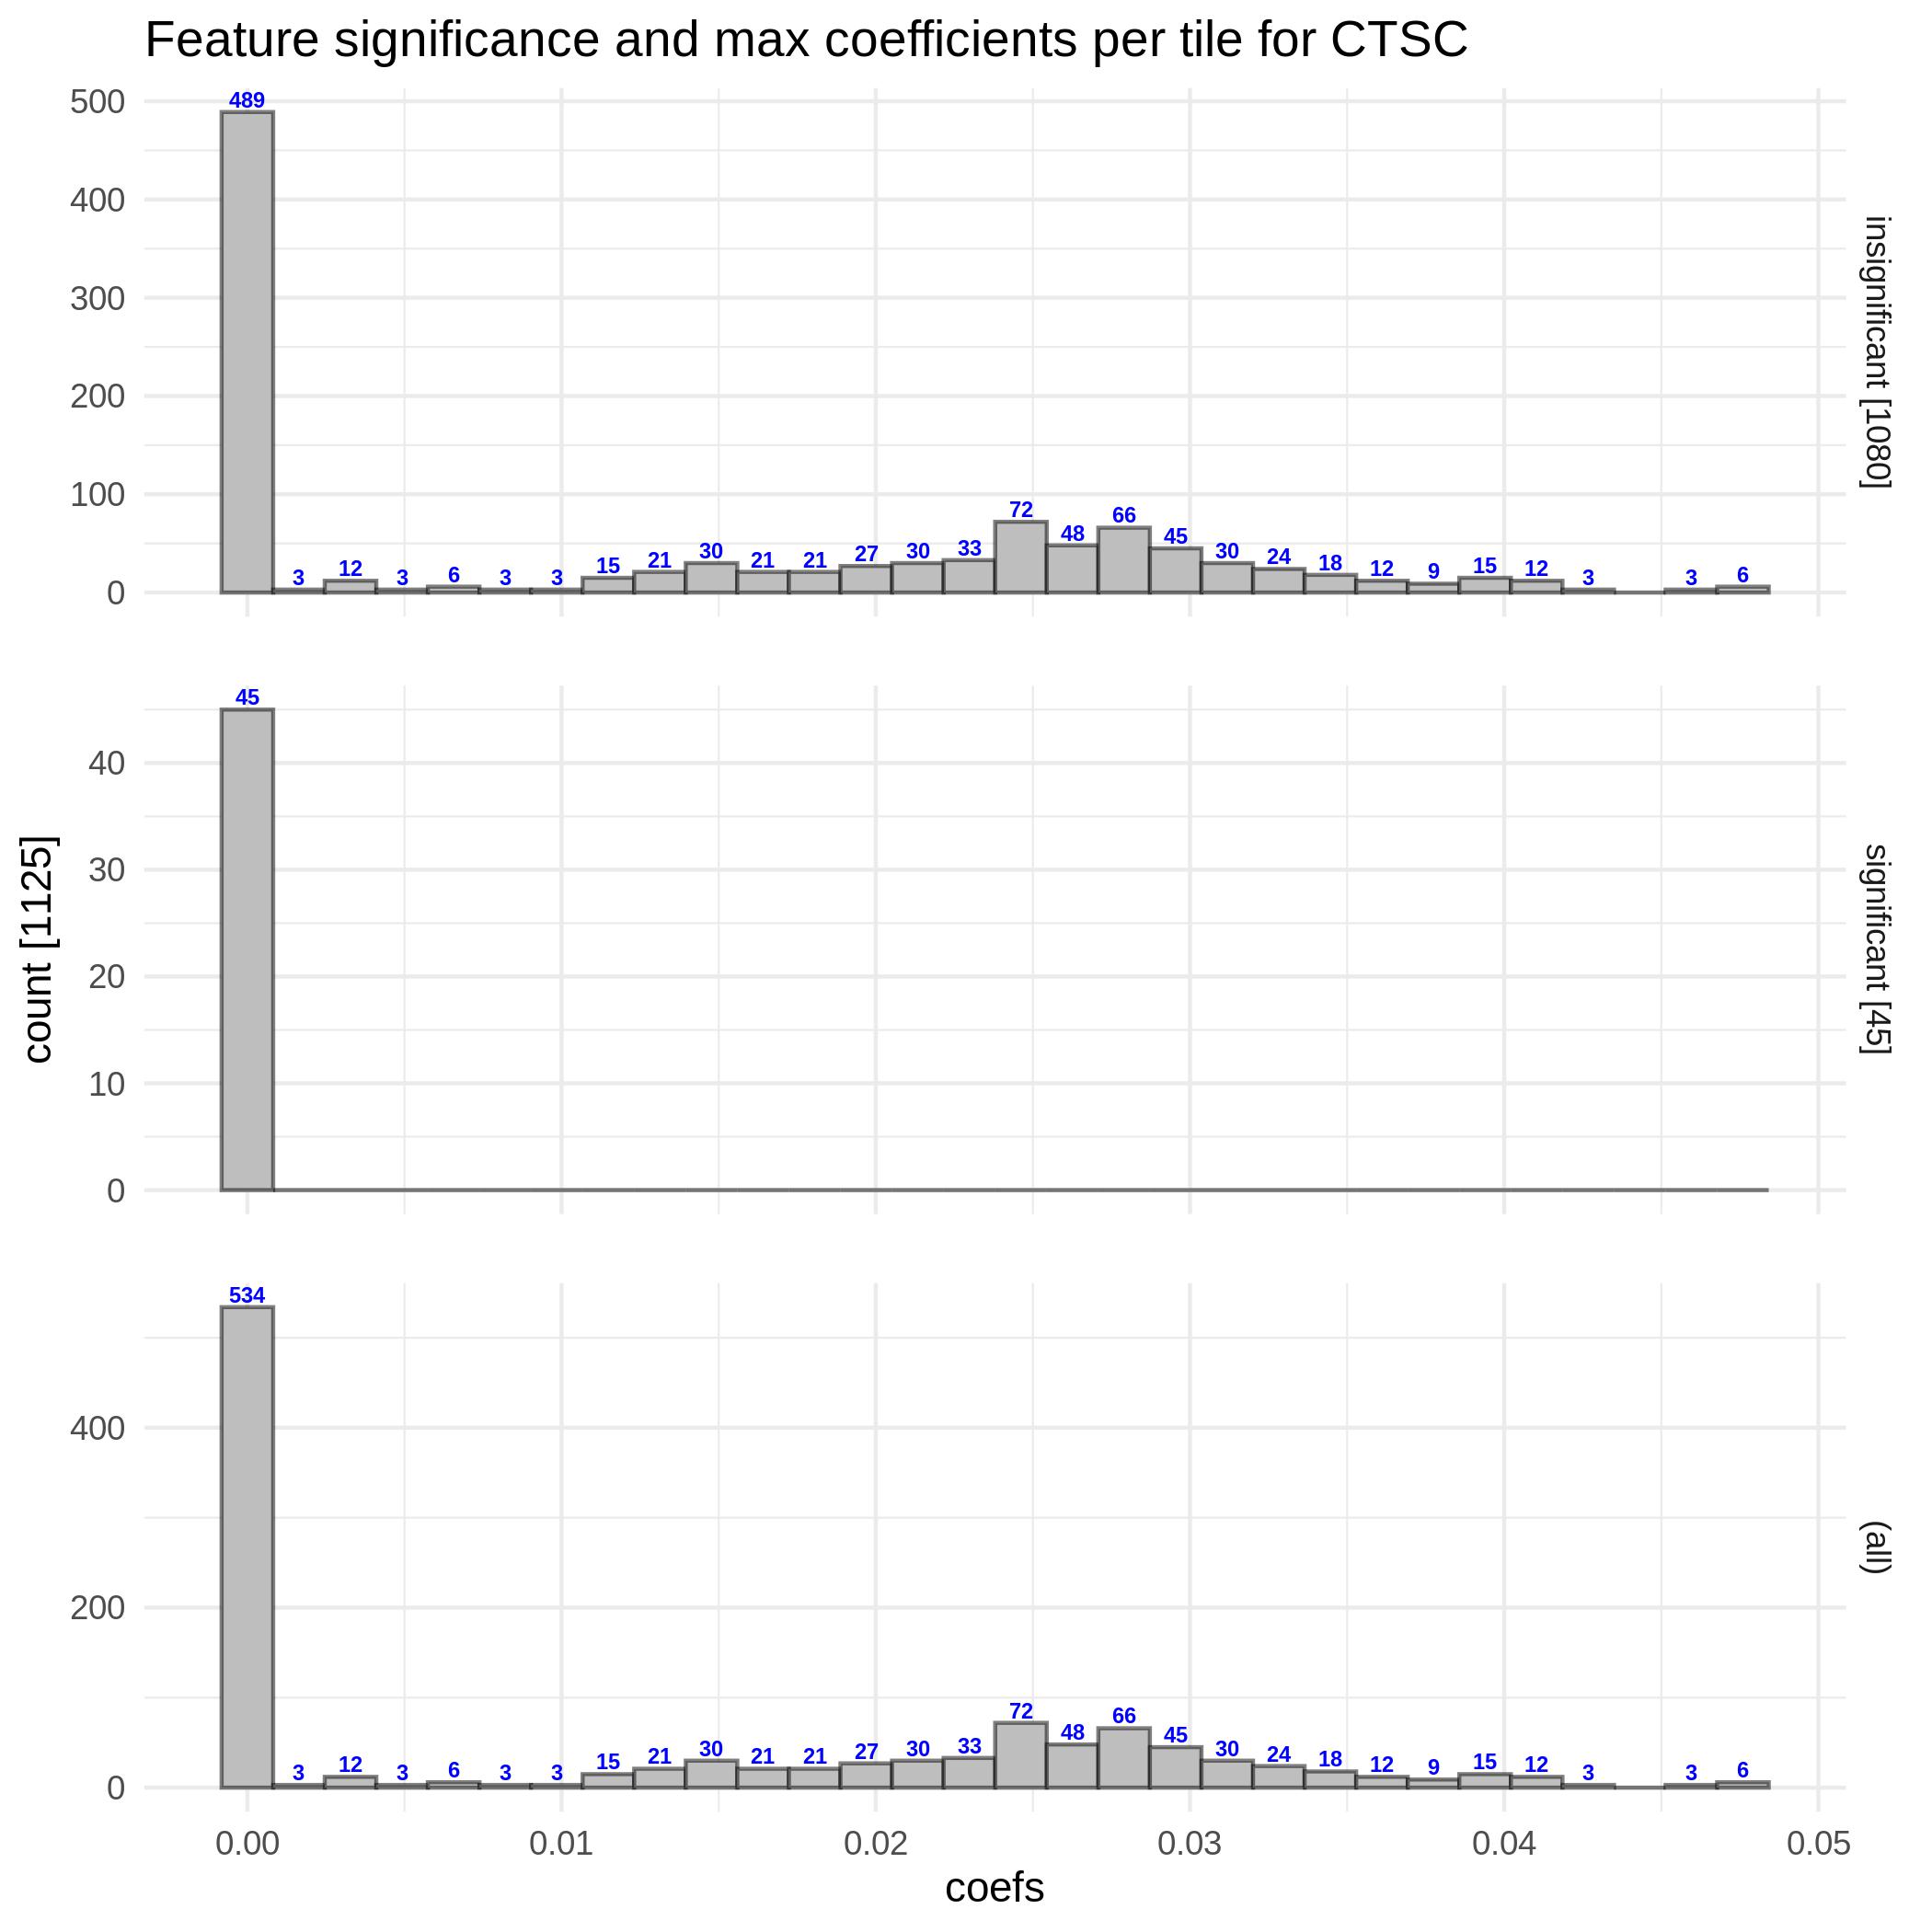 Feature significance and max coefficients per tile for CTSC
500
400
300
200
100
0
489
3 12 3 6 3 3 15 21 30 21 21 27 30 33 72 48 66 45 30 24 18 12 9 15 12 3 3 6
insignificant [1080]
count [1125]
40
30
20
10
0
45
significant [45]
400
200
0
534
3 12 3 6 3 3 15 21 30 21 21 27 30 33 72 48 66 45 30 24 18 12 9 15 12 3 3 6
(all)
0.00 0.01 0.02 0.03 0.04 0.05
coefs